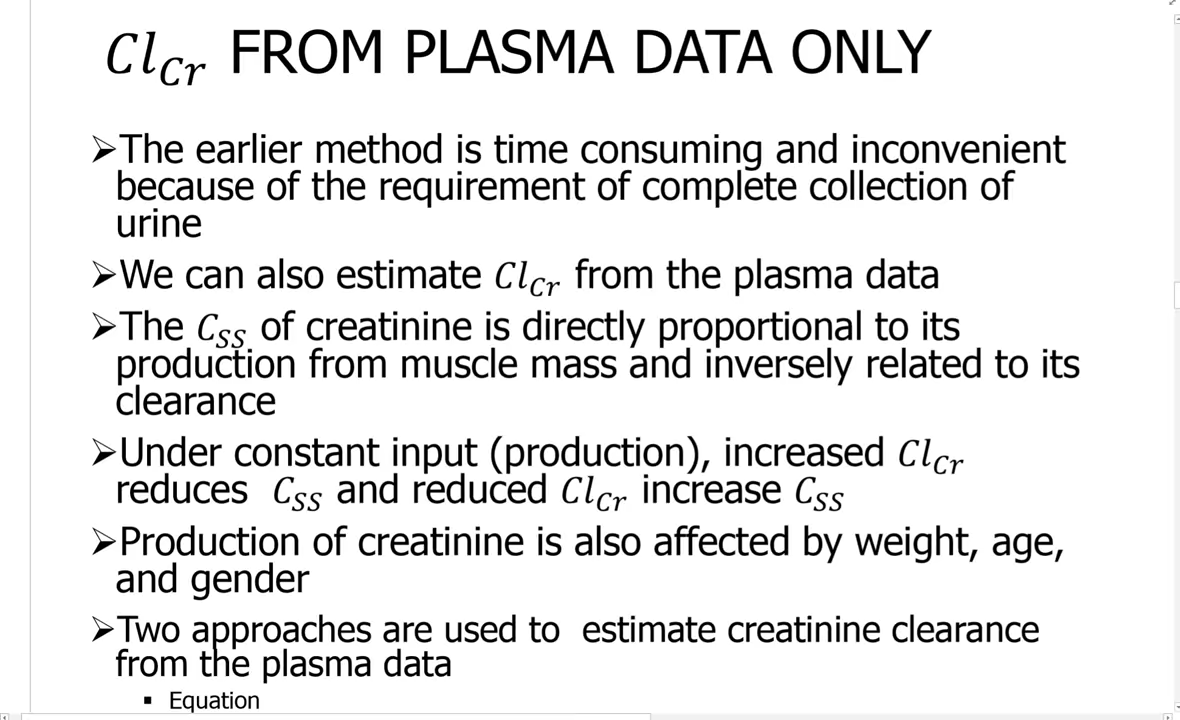 Cl_Cr FROM PLASMA DATA ONLY
➢The earlier method is time consuming and inconvenient
because of the requirement of complete collection of
urine
➢We can also estimate Cl_Cr from the plasma data
➢The C_SS of creatinine is directly proportional to its
production from muscle mass and inversely related to its
clearance
➢Under constant input (production), increased Cl_Cr
reduces C_SS and reduced Cl_Cr increase C_SS
➢Production of creatinine is also affected by weight, age,
and gender
➢Two approaches are used to estimate creatinine clearance
from the plasma data
▪ Equation